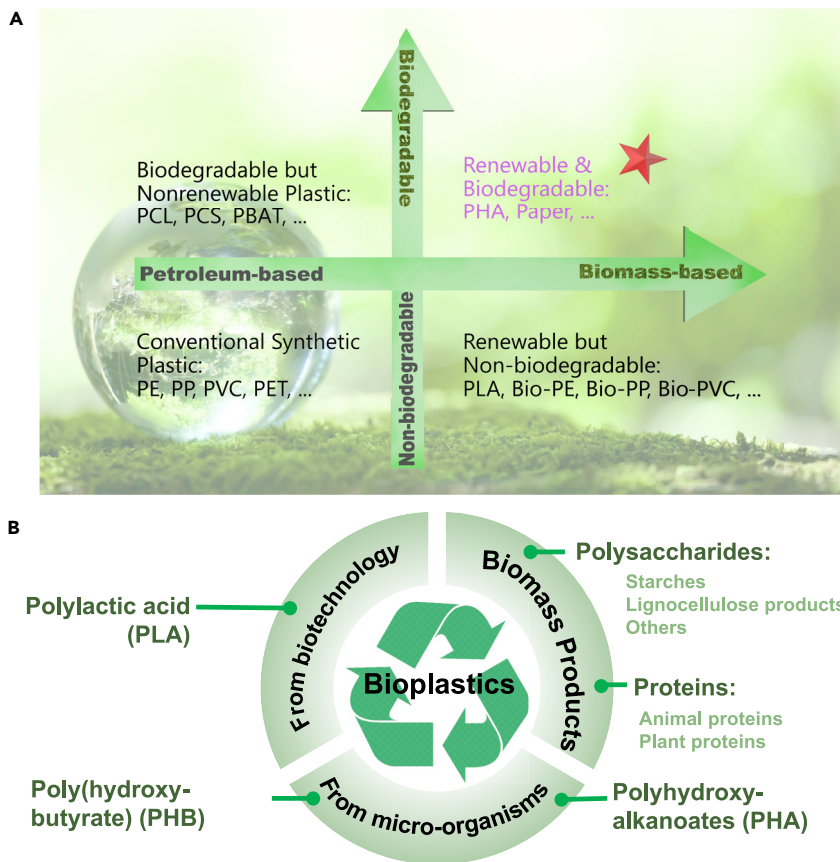 A
Biodegradable
Biodegradable but
Nonrenewable Plastic:
PCL, PCS, PBAT, ...
Renewable &
Biodegradable:
PHA, Paper, ...
Petroleum-based
Biomass-based
Conventional Synthetic
Plastic:
PE, PP, PVC, PET, ...
Non-biodegradable
Renewable but
Non-biodegradable:
PLA, Bio-PE, Bio-PP, Bio-PVC, ...
B
From biotechnology
Biomass Products
Polysaccharides:
Starches
Lignocellulose products
Others
Polylactic acid
(PLA)
Bioplastics
Proteins:
Animal proteins
Plant proteins
Poly(hydroxy-
butyrate) (PHB)
From micro-organisms
Polyhydroxy-
alkanoates (PHA)